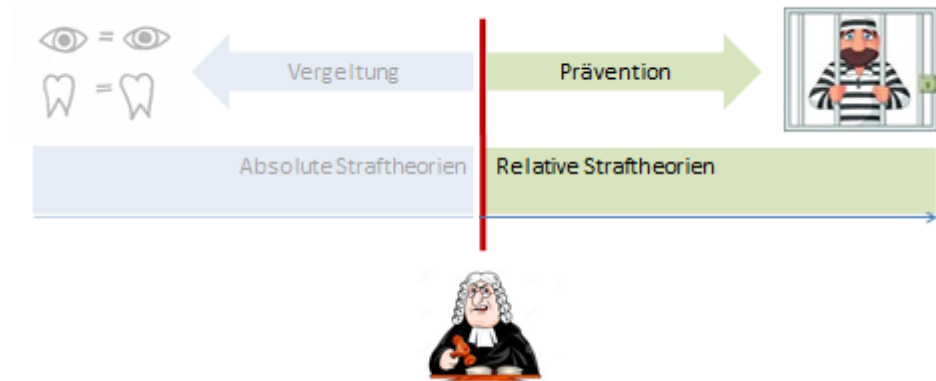 Vergeltung
Prävention
Absolute Straftheorien
Relative Straftheorien